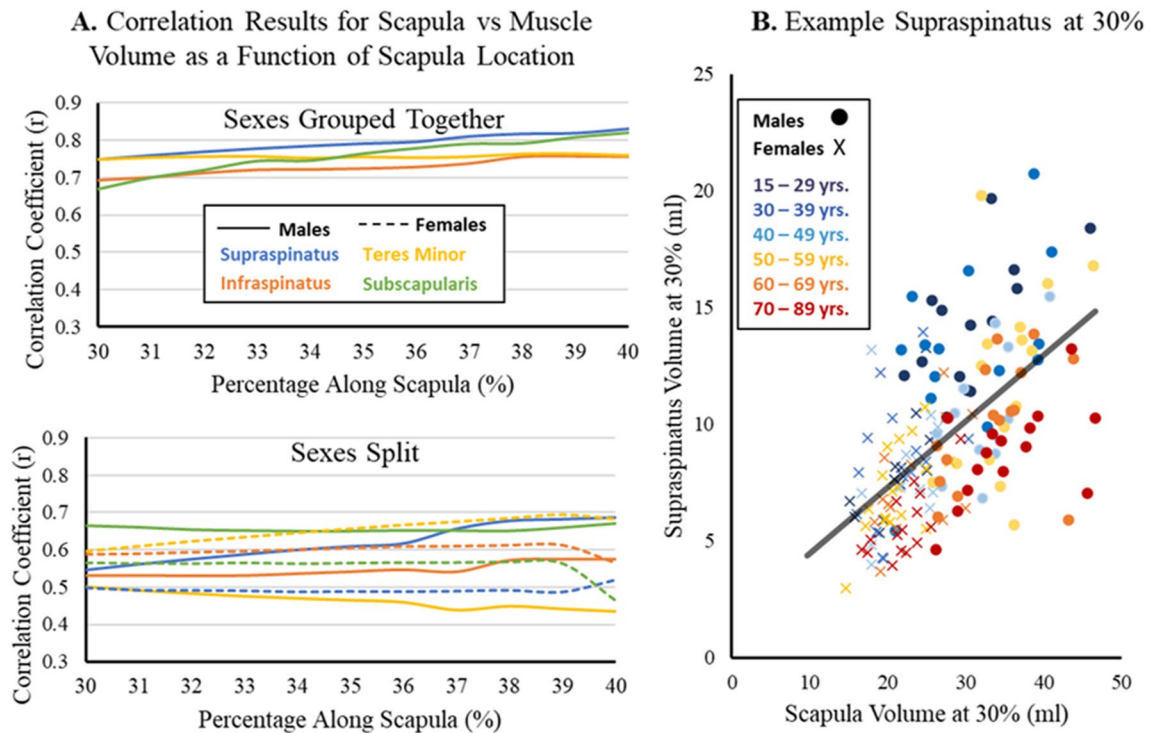 A. Correlation Results for Scapula vs Muscle
Volume as a Function of Scapula Location
Correlation Coefficient (r)
0.9
0.8
0.7
0.6
0.5
0.4
0.3
Sexes Grouped Together
Males Females
Supraspinatus Teres Minor
Infraspinatus Subscapularis
30 31 32 33 34 35 36 37 38 39 40
Percentage Along Scapula (%)
Correlation Coefficient (r)
0.9
0.8
0.7
0.6
0.5
0.4
0.3
Sexes Split
30 31 32 33 34 35 36 37 38 39 40
Percentage Along Scapula (%)
B. Example Supraspinatus at 30%
Supraspinatus Volume at 30% (ml)
25
20
15
10
5
0
Males
Females X
15 – 29 yrs.
30 – 39 yrs.
40 – 49 yrs.
50 – 59 yrs.
60 – 69 yrs.
70 – 89 yrs.
0 10 20 30 40 50
Scapula Volume at 30% (ml)